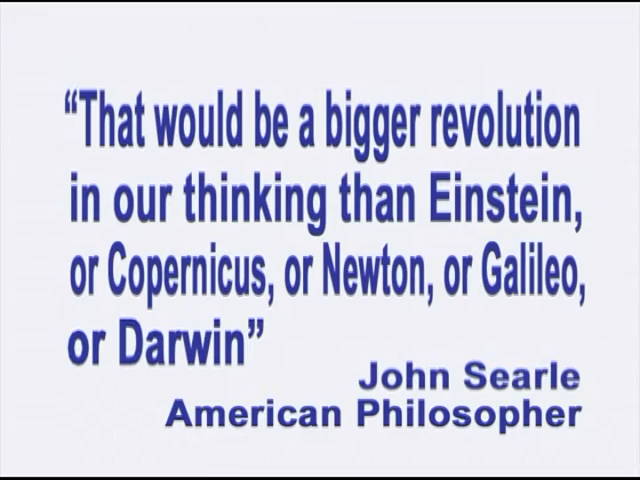 “That would be a bigger revolution
in our thinking than Einstein,
or Copernicus, or Newton, or Galileo,
or Darwin”
John Searle
American Philosopher